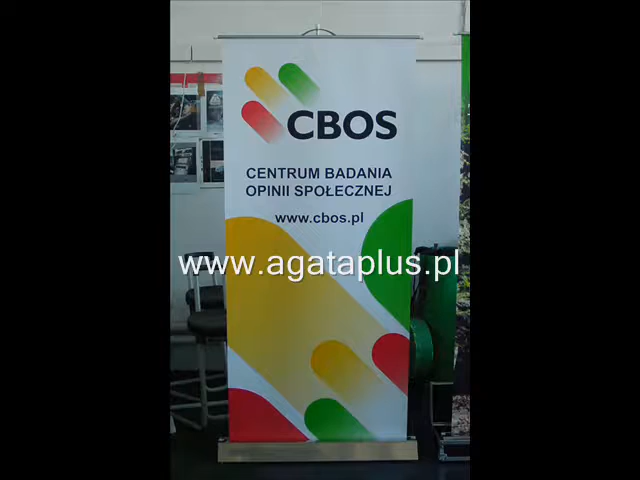 CBOS
CENTRUM BADANIA
OPINII SPOŁECZNEJ
www.cbos.pl
www.agataplus.pl